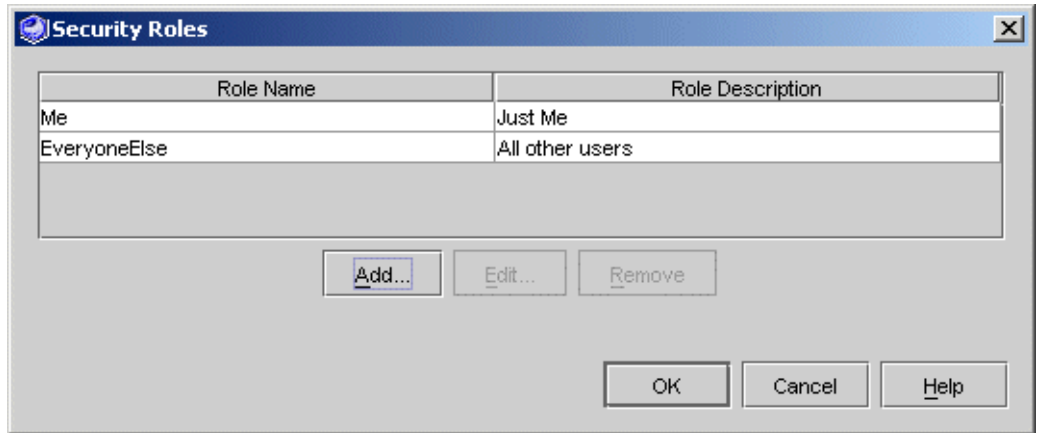 Security Roles
Role Name Role Description
Me Just Me
EveryoneElse All other users
Add... Edit... Remove
OK Cancel Help